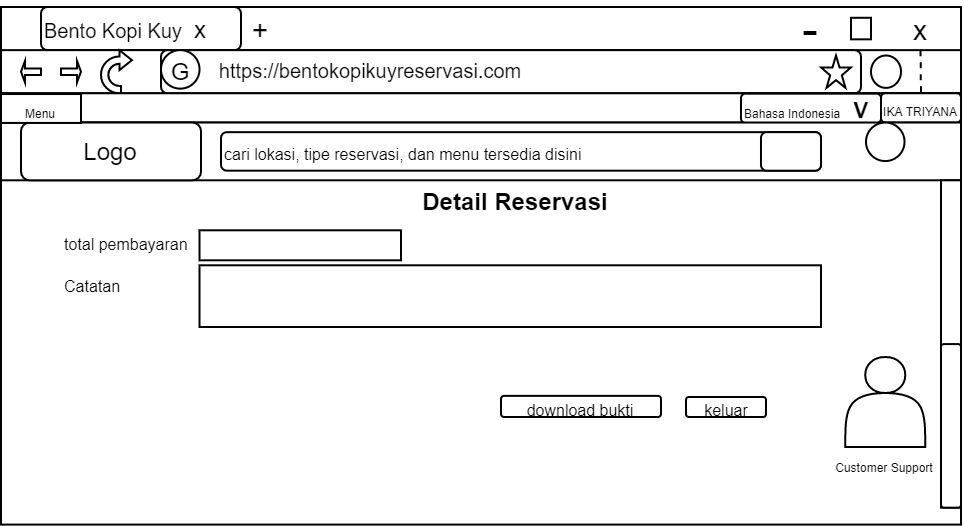 Bento Kopi Kuy x +
- x
G https://bentokopikuyreservasi.com
Menu Bahasa Indonesia V IKA TRIYANA
Logo cari lokasi, tipe reservasi, dan menu tersedia disini
Detail Reservasi
total pembayaran
Catatan
download bukti keluar
Customer Support